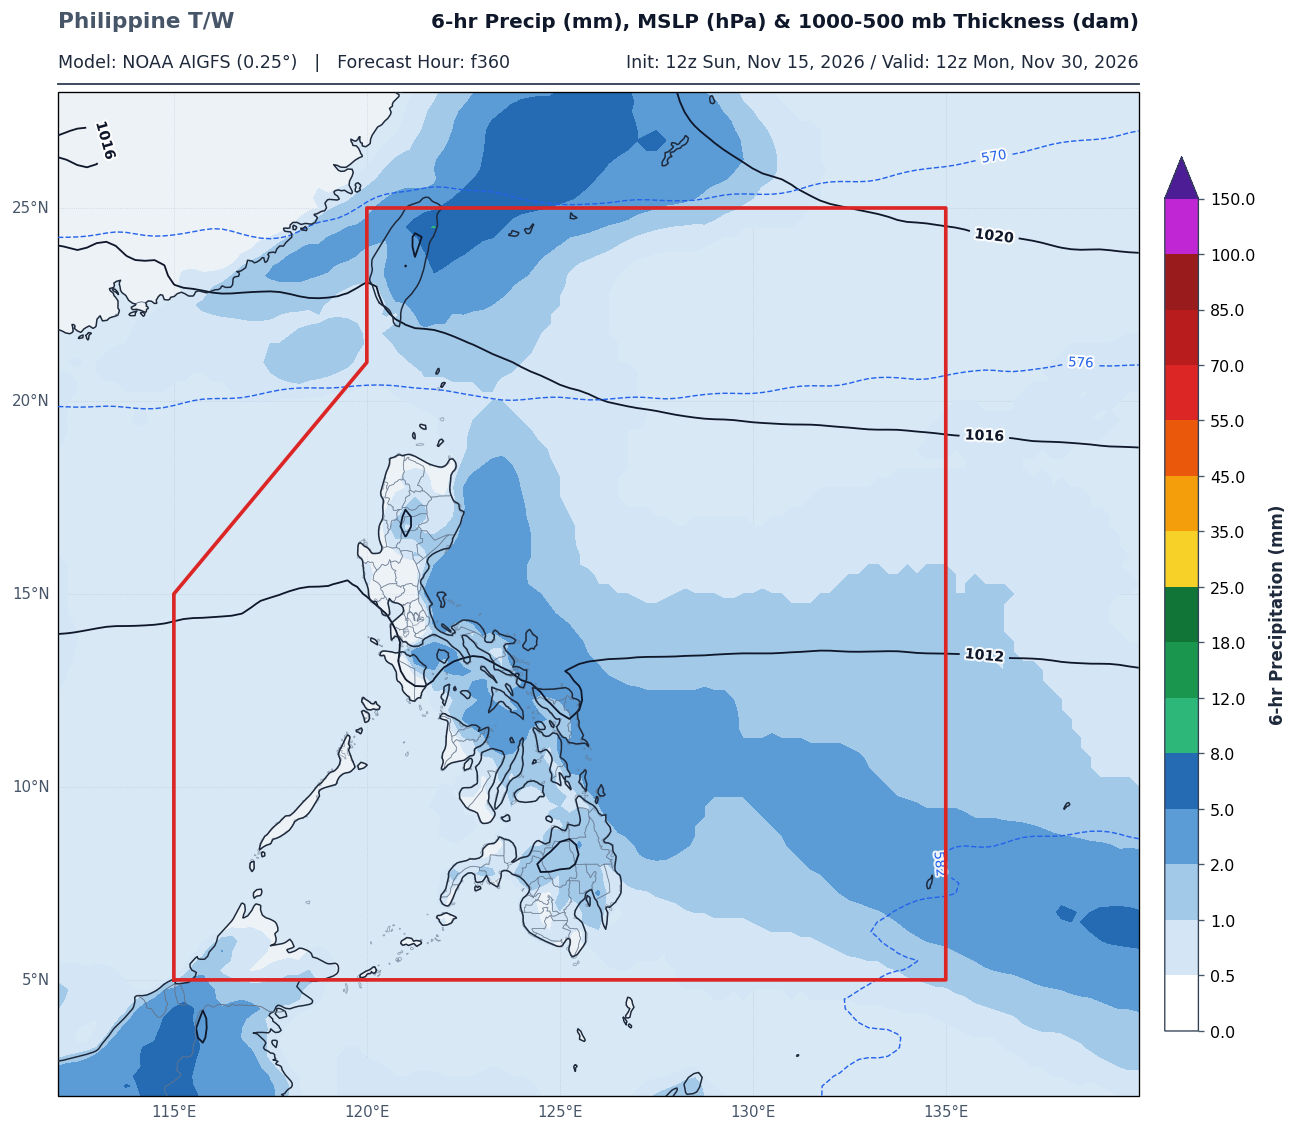 Philippine T/W
6-hr Precip (mm), MSLP (hPa) & 1000-500 mb Thickness (dam)
Model: NOAA AIGFS (0.25°) | Forecast Hour: f360
Init: 12z Sun, Nov 15, 2026 / Valid: 12z Mon, Nov 30, 2026
1016
570
25°N
1020
576
20°N
1016
15°N
1012
10°N
582
5°N
115°E
120°E
125°E
130°E
135°E
150.0
100.0
85.0
70.0
55.0
45.0
35.0
25.0
18.0
12.0
8.0
5.0
2.0
1.0
0.5
0.0
6-hr Precipitation (mm)